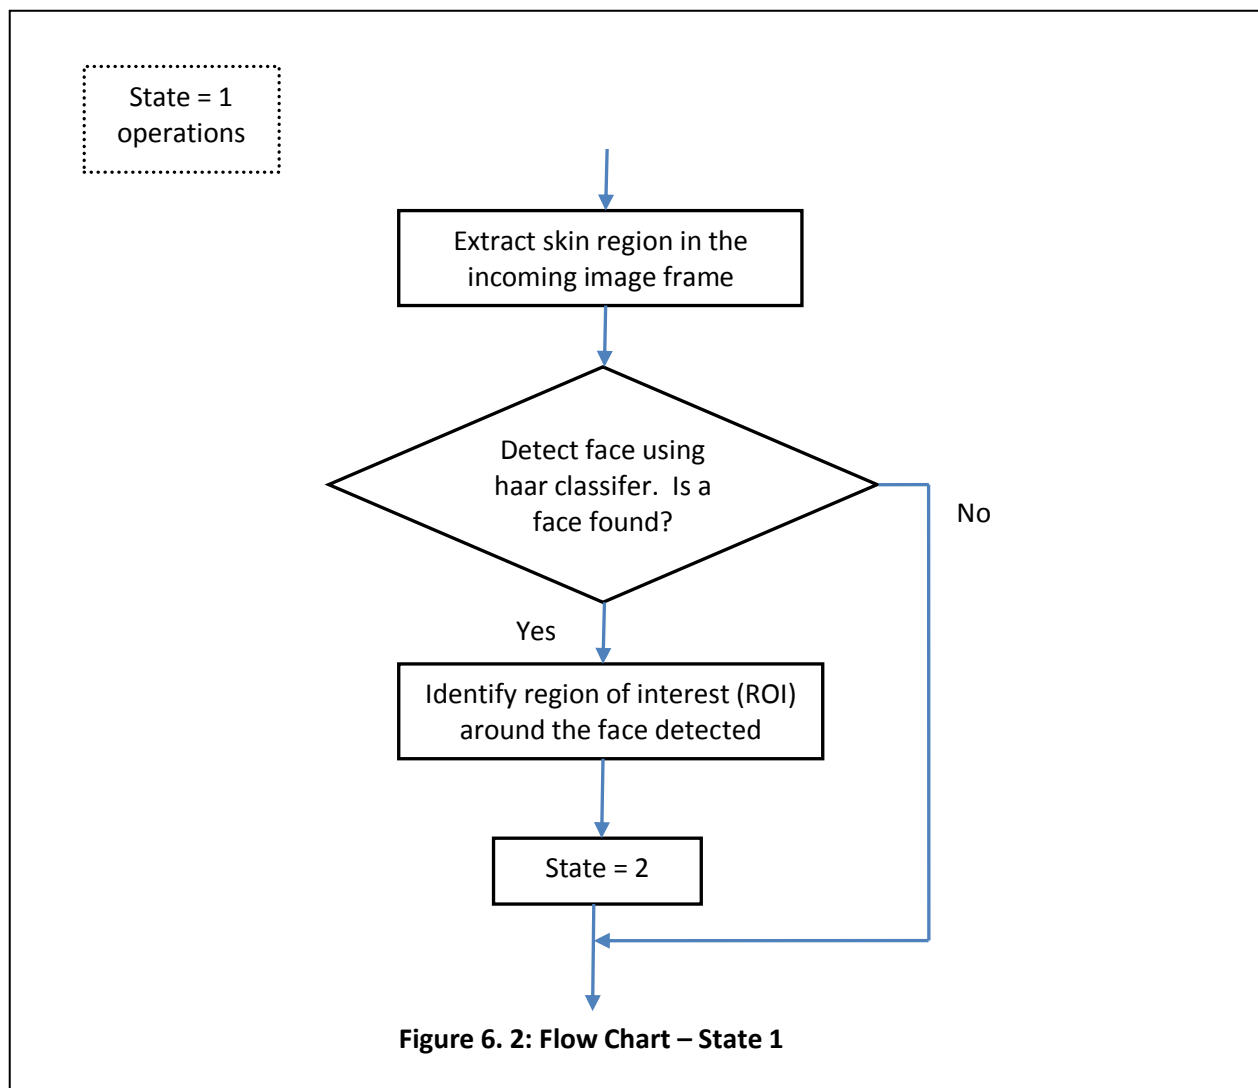 State = 1
operations
Extract skin region in the
incoming image frame
Detect face using
haar classifer.  Is a
face found?
No
Yes
Identify region of interest (ROI)
around the face detected
State = 2
Figure 6. 2: Flow Chart – State 1